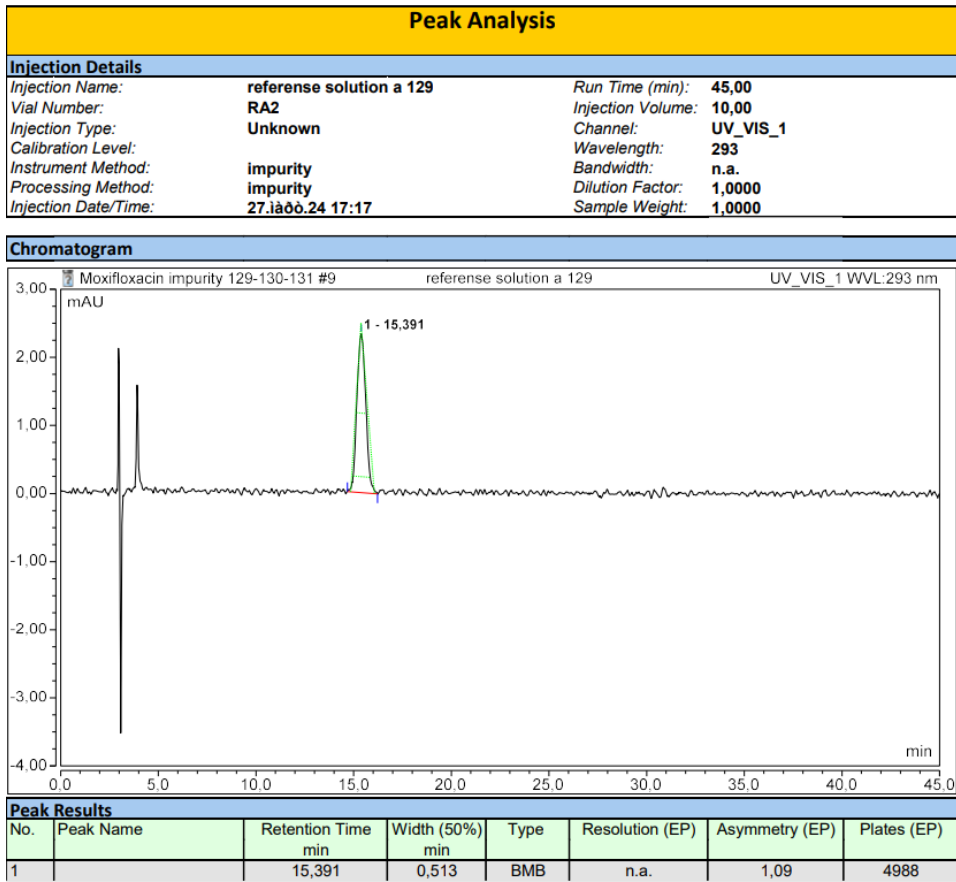 Peak Analysis
Injection Details
Injection Name: referense solution a 129 Run Time (min): 45,00
Vial Number: RA2 Injection Volume: 10,00
Injection Type: Unknown Channel: UV_VIS_1
Calibration Level: Wavelength: 293
Instrument Method: impurity Bandwidth: n.a.
Processing Method: impurity Dilution Factor: 1,0000
Injection Date/Time: 27.ìàðò.24 17:17 Sample Weight: 1,0000
Chromatogram
Moxifloxacin impurity 129-130-131 #9 referense solution a 129 UV_VIS_1 WVL:293 nm
3,00
mAU
1 - 15,391
2,00
1,00
0,00
-1,00
-2,00
-3,00
min
-4,00
0,0 5,0 10,0 15,0 20,0 25,0 30,0 35,0 40,0 45,0
Peak Results
No. Peak Name Retention Time Width (50%) Type Resolution (EP) Asymmetry (EP) Plates (EP)
min min
1 15,391 0,513 BMB n.a. 1,09 4988